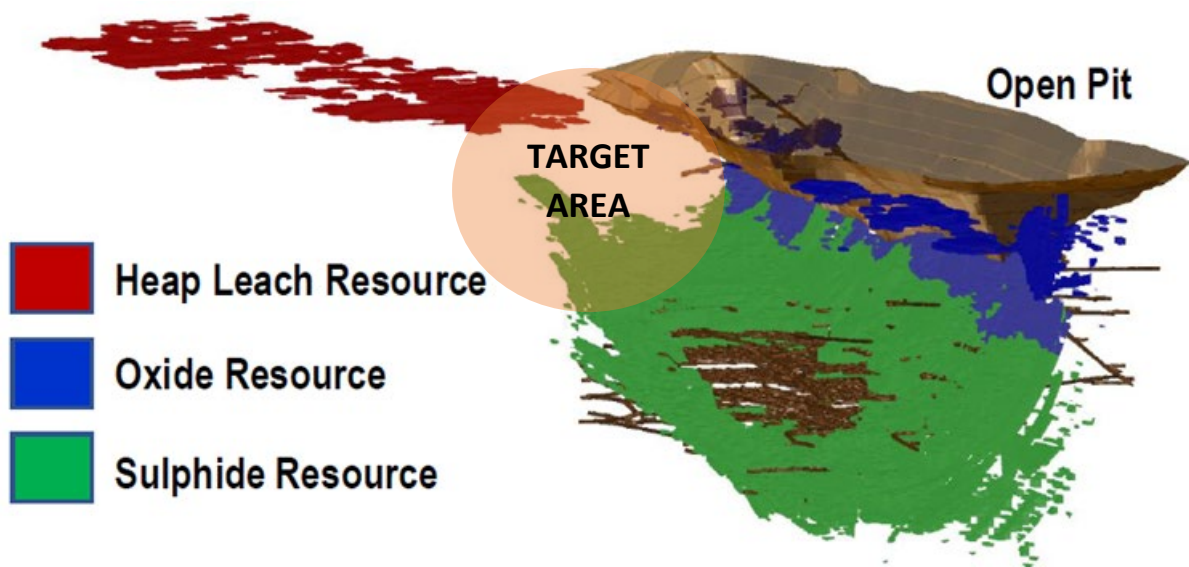 Open Pit
TARGET
AREA
Heap Leach Resource
Oxide Resource
Sulphide Resource